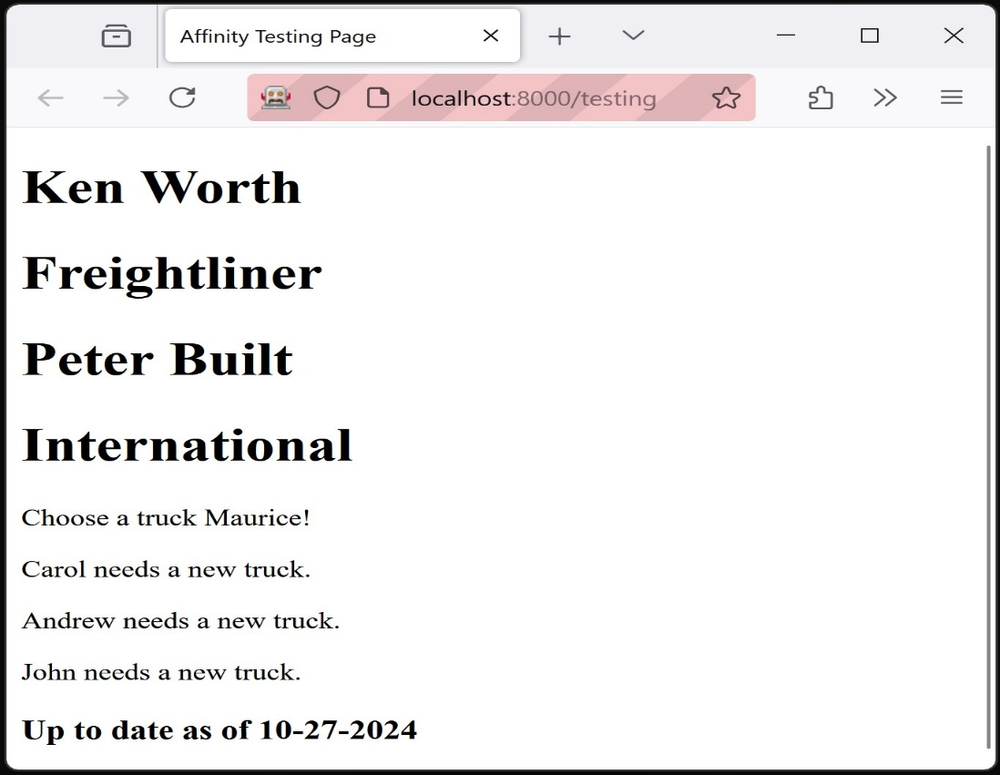 Affinity Testing Page
localhost:8000/testing
Ken Worth
Freightliner
Peter Built
International
Choose a truck Maurice!
Carol needs a new truck.
Andrew needs a new truck.
John needs a new truck.
Up to date as of 10-27-2024